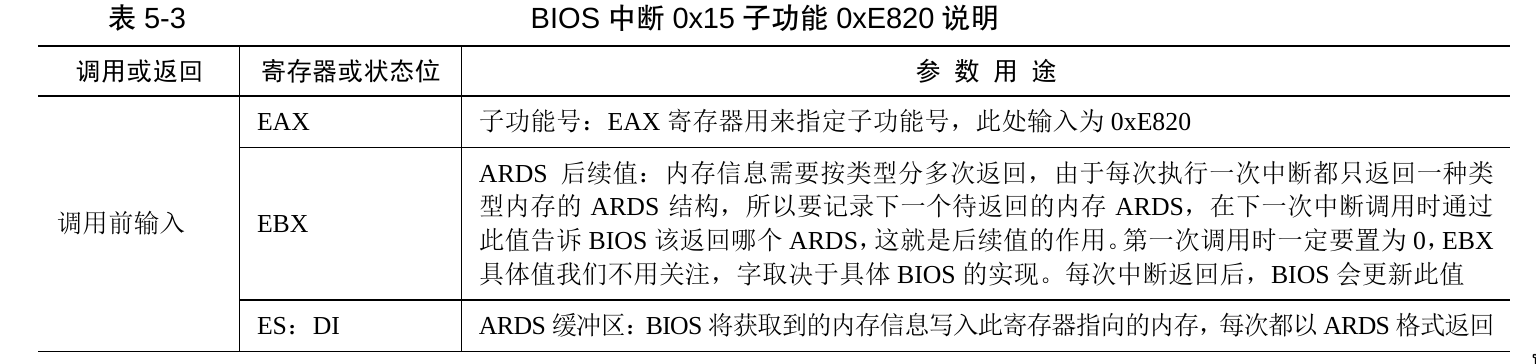 表 5-3 BIOS 中断 0x15 子功能 0xE820 说明
调用或返回 寄存器或状态位 参 数 用 途
EAX 子功能号：EAX 寄存器用来指定子功能号，此处输入为 0xE820
调用前输入
EBX
ARDS 后续值：内存信息需要按类型分多次返回，由于每次执行一次中断都只返回一种类
型内存的 ARDS 结构，所以要记录下一个待返回的内存 ARDS，在下一次中断调用时通过
此值告诉 BIOS 该返回哪个 ARDS，这就是后续值的作用。第一次调用时一定要置为 0，EBX
具体值我们不用关注，字取决于具体 BIOS 的实现。每次中断返回后，BIOS 会更新此值
ES：DI ARDS 缓冲区：BIOS 将获取到的内存信息写入此寄存器指向的内存，每次都以 ARDS 格式返回